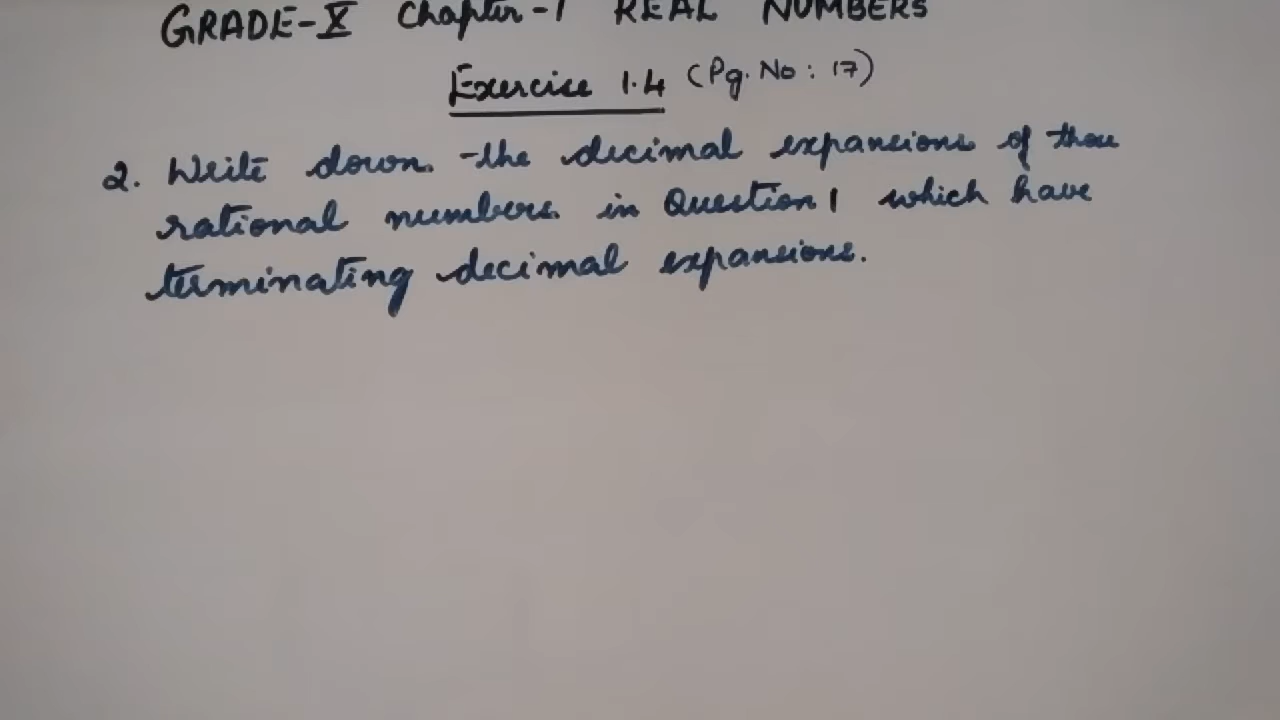 GRADE-X Chapter-1 REAL NUMBERS
Exercise 1.4 (Pg. No: 17)
2. Write down the decimal expansions of those
rational numbers in Question 1 which have
terminating decimal expansions.